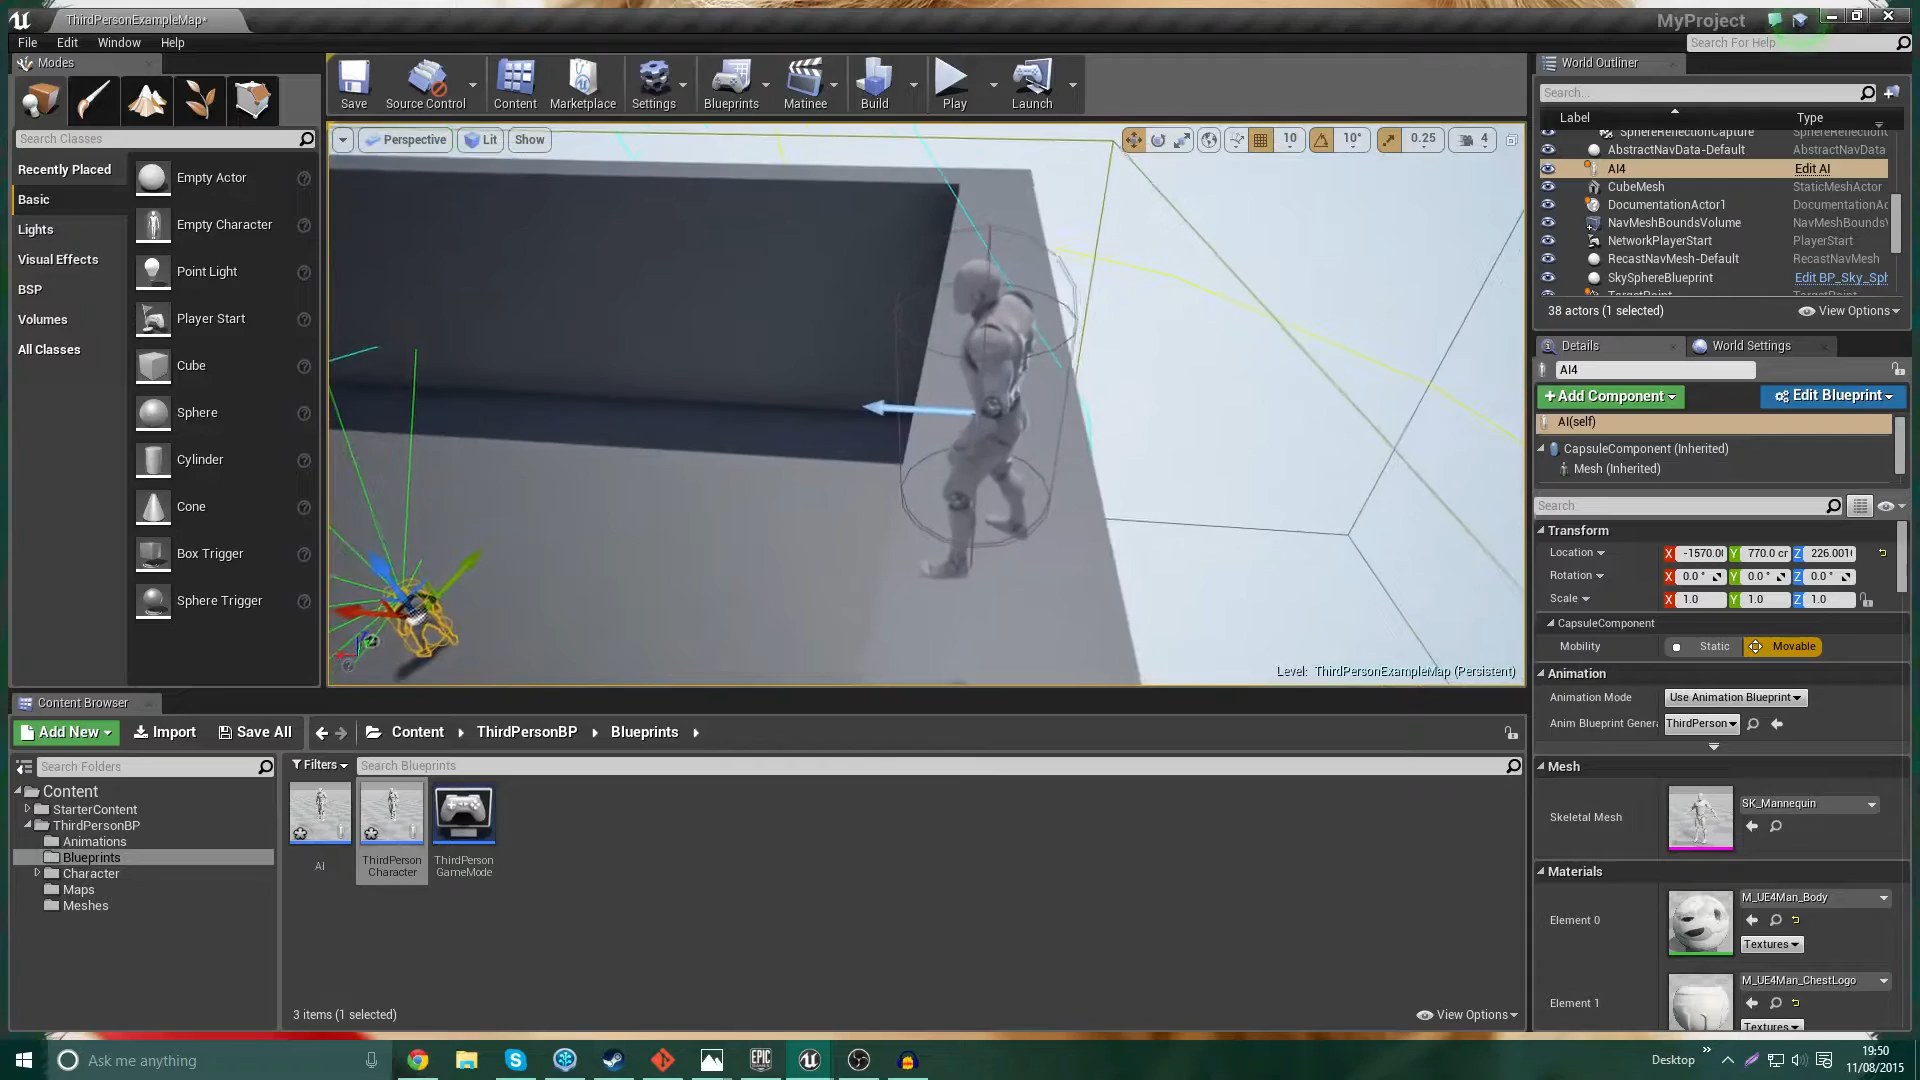 ThirdPersonExampleMap*
MyProject
File Edit Window Help
Search For Help
Modes
Search Classes
Recently Placed
Basic
Lights
Visual Effects
BSP
Volumes
All Classes
Empty Actor
Empty Character
Point Light
Player Start
Cube
Sphere
Cylinder
Cone
Box Trigger
Sphere Trigger
Save
Source Control
Content
Marketplace
Settings
Blueprints
Matinee
Build
Play
Launch
Perspective
Lit
Show
10
10°
0.25
4
Level: ThirdPersonExampleMap (Persistent)
World Outliner
Search...
Label Type
SphereReflectionCapture
AbstractNavData-Default AbstractNavData
AI4 Edit AI
CubeMesh StaticMeshActor
DocumentationActor1 DocumentationAc
NavMeshBoundsVolume NavMeshBounds
NetworkPlayerStart PlayerStart
RecastNavMesh-Default RecastNavMesh
SkySphereBlueprint Edit BP_Sky_Sph
38 actors (1 selected)
View Options
Details World Settings
AI4
Add Component
Edit Blueprint
AI(self)
CapsuleComponent (Inherited)
Mesh (Inherited)
Search
Transform
Location X -1570.0 Y 770.0 cr Z 226.001
Rotation X 0.0 ° Y 0.0 ° Z 0.0 °
Scale X 1.0 Y 1.0 Z 1.0
CapsuleComponent
Mobility Static Movable
Animation
Animation Mode Use Animation Blueprint
Anim Blueprint Genera ThirdPerson
Mesh
Skeletal Mesh SK_Mannequin
Materials
Element 0 M_UE4Man_Body
Textures
Element 1 M_UE4Man_ChestLogo
Textures
Content Browser
Add New
Import
Save All
Content ThirdPersonBP Blueprints
Search Folders
Filters
Search Blueprints
Content
StarterContent
ThirdPersonBP
Animations
Blueprints
Character
Maps
Meshes
AI
ThirdPerson
Character
ThirdPerson
GameMode
3 items (1 selected)
View Options
Ask me anything
EPIC
GAMES
Desktop
19:50
11/08/2015